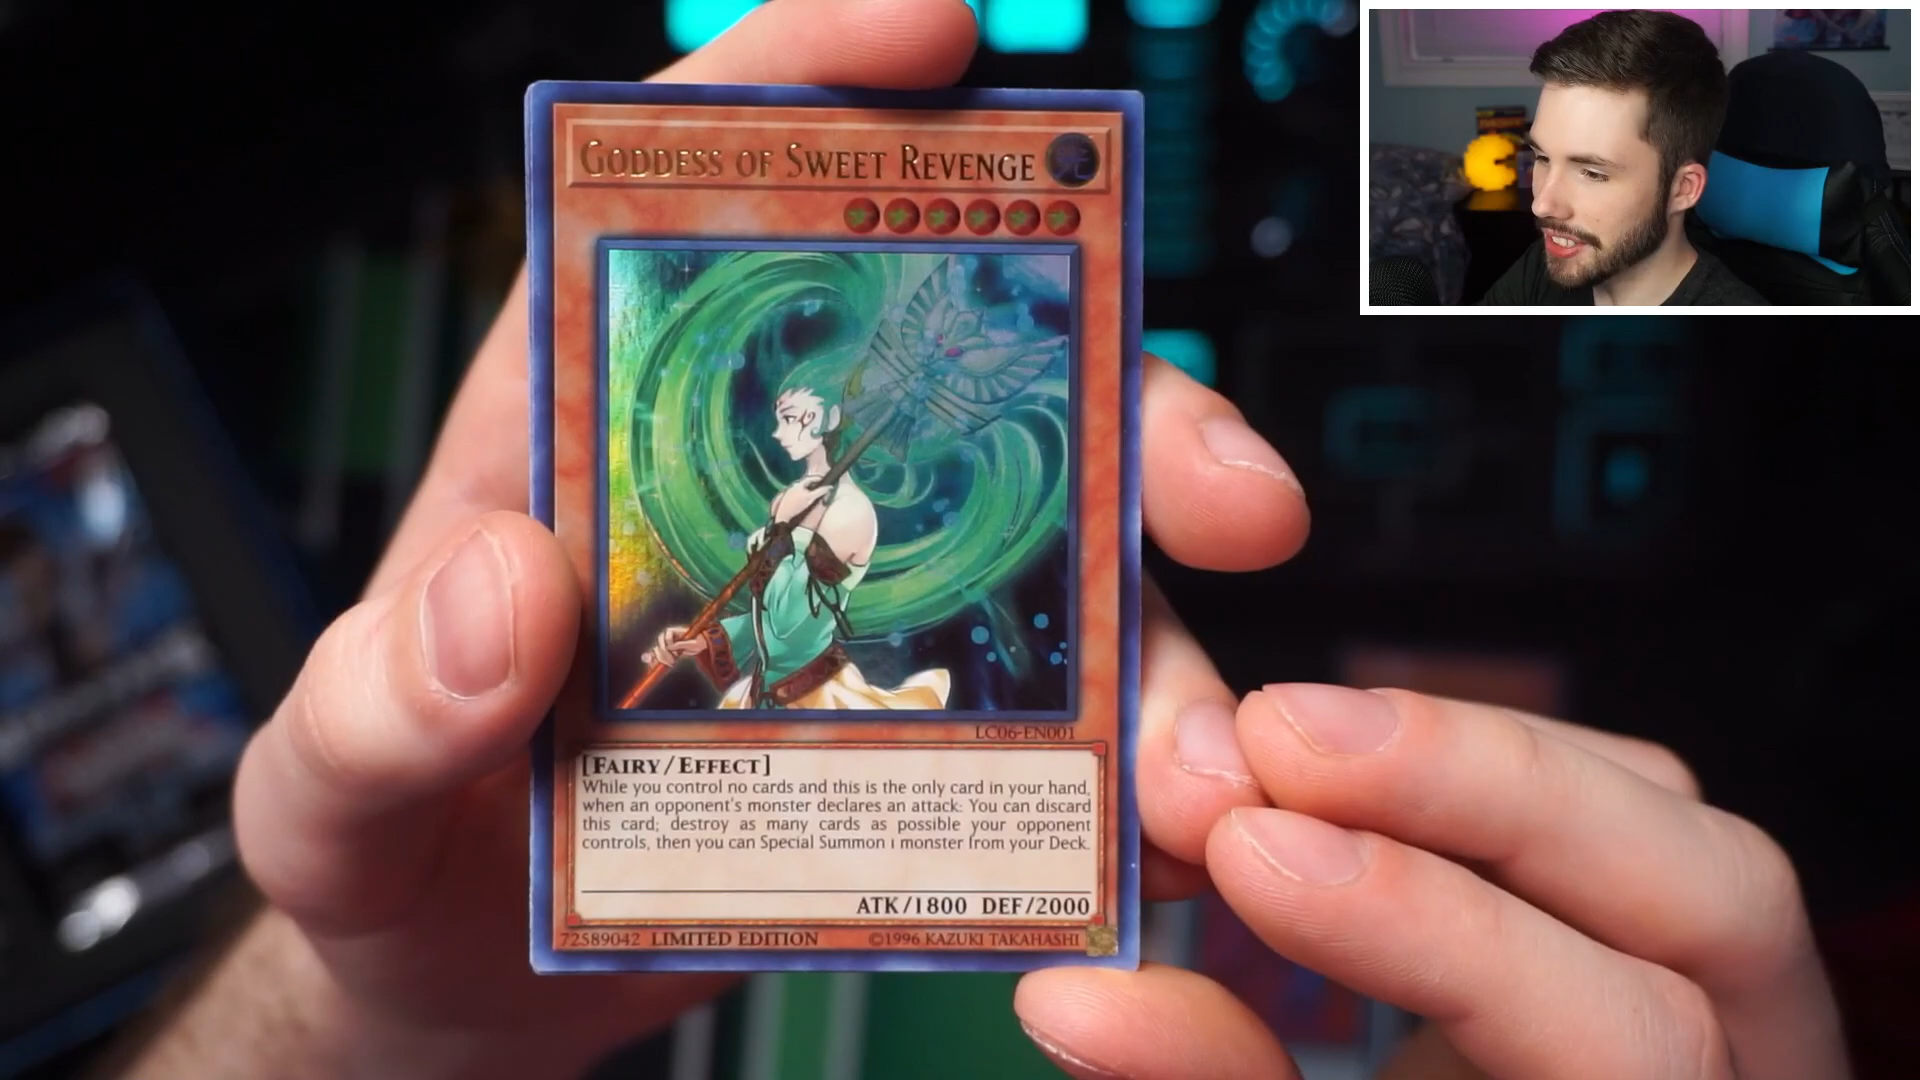 Goddess of Sweet Revenge
LC06-EN001
[Fairy/Effect]
While you control no cards and this is the only card in your hand,
when an opponent's monster declares an attack: You can discard
this card; destroy as many cards as possible your opponent
controls, then you can Special Summon 1 monster from your Deck.
ATK/1800 DEF/2000
72589042 LIMITED EDITION ©1996 KAZUKI TAKAHASHI